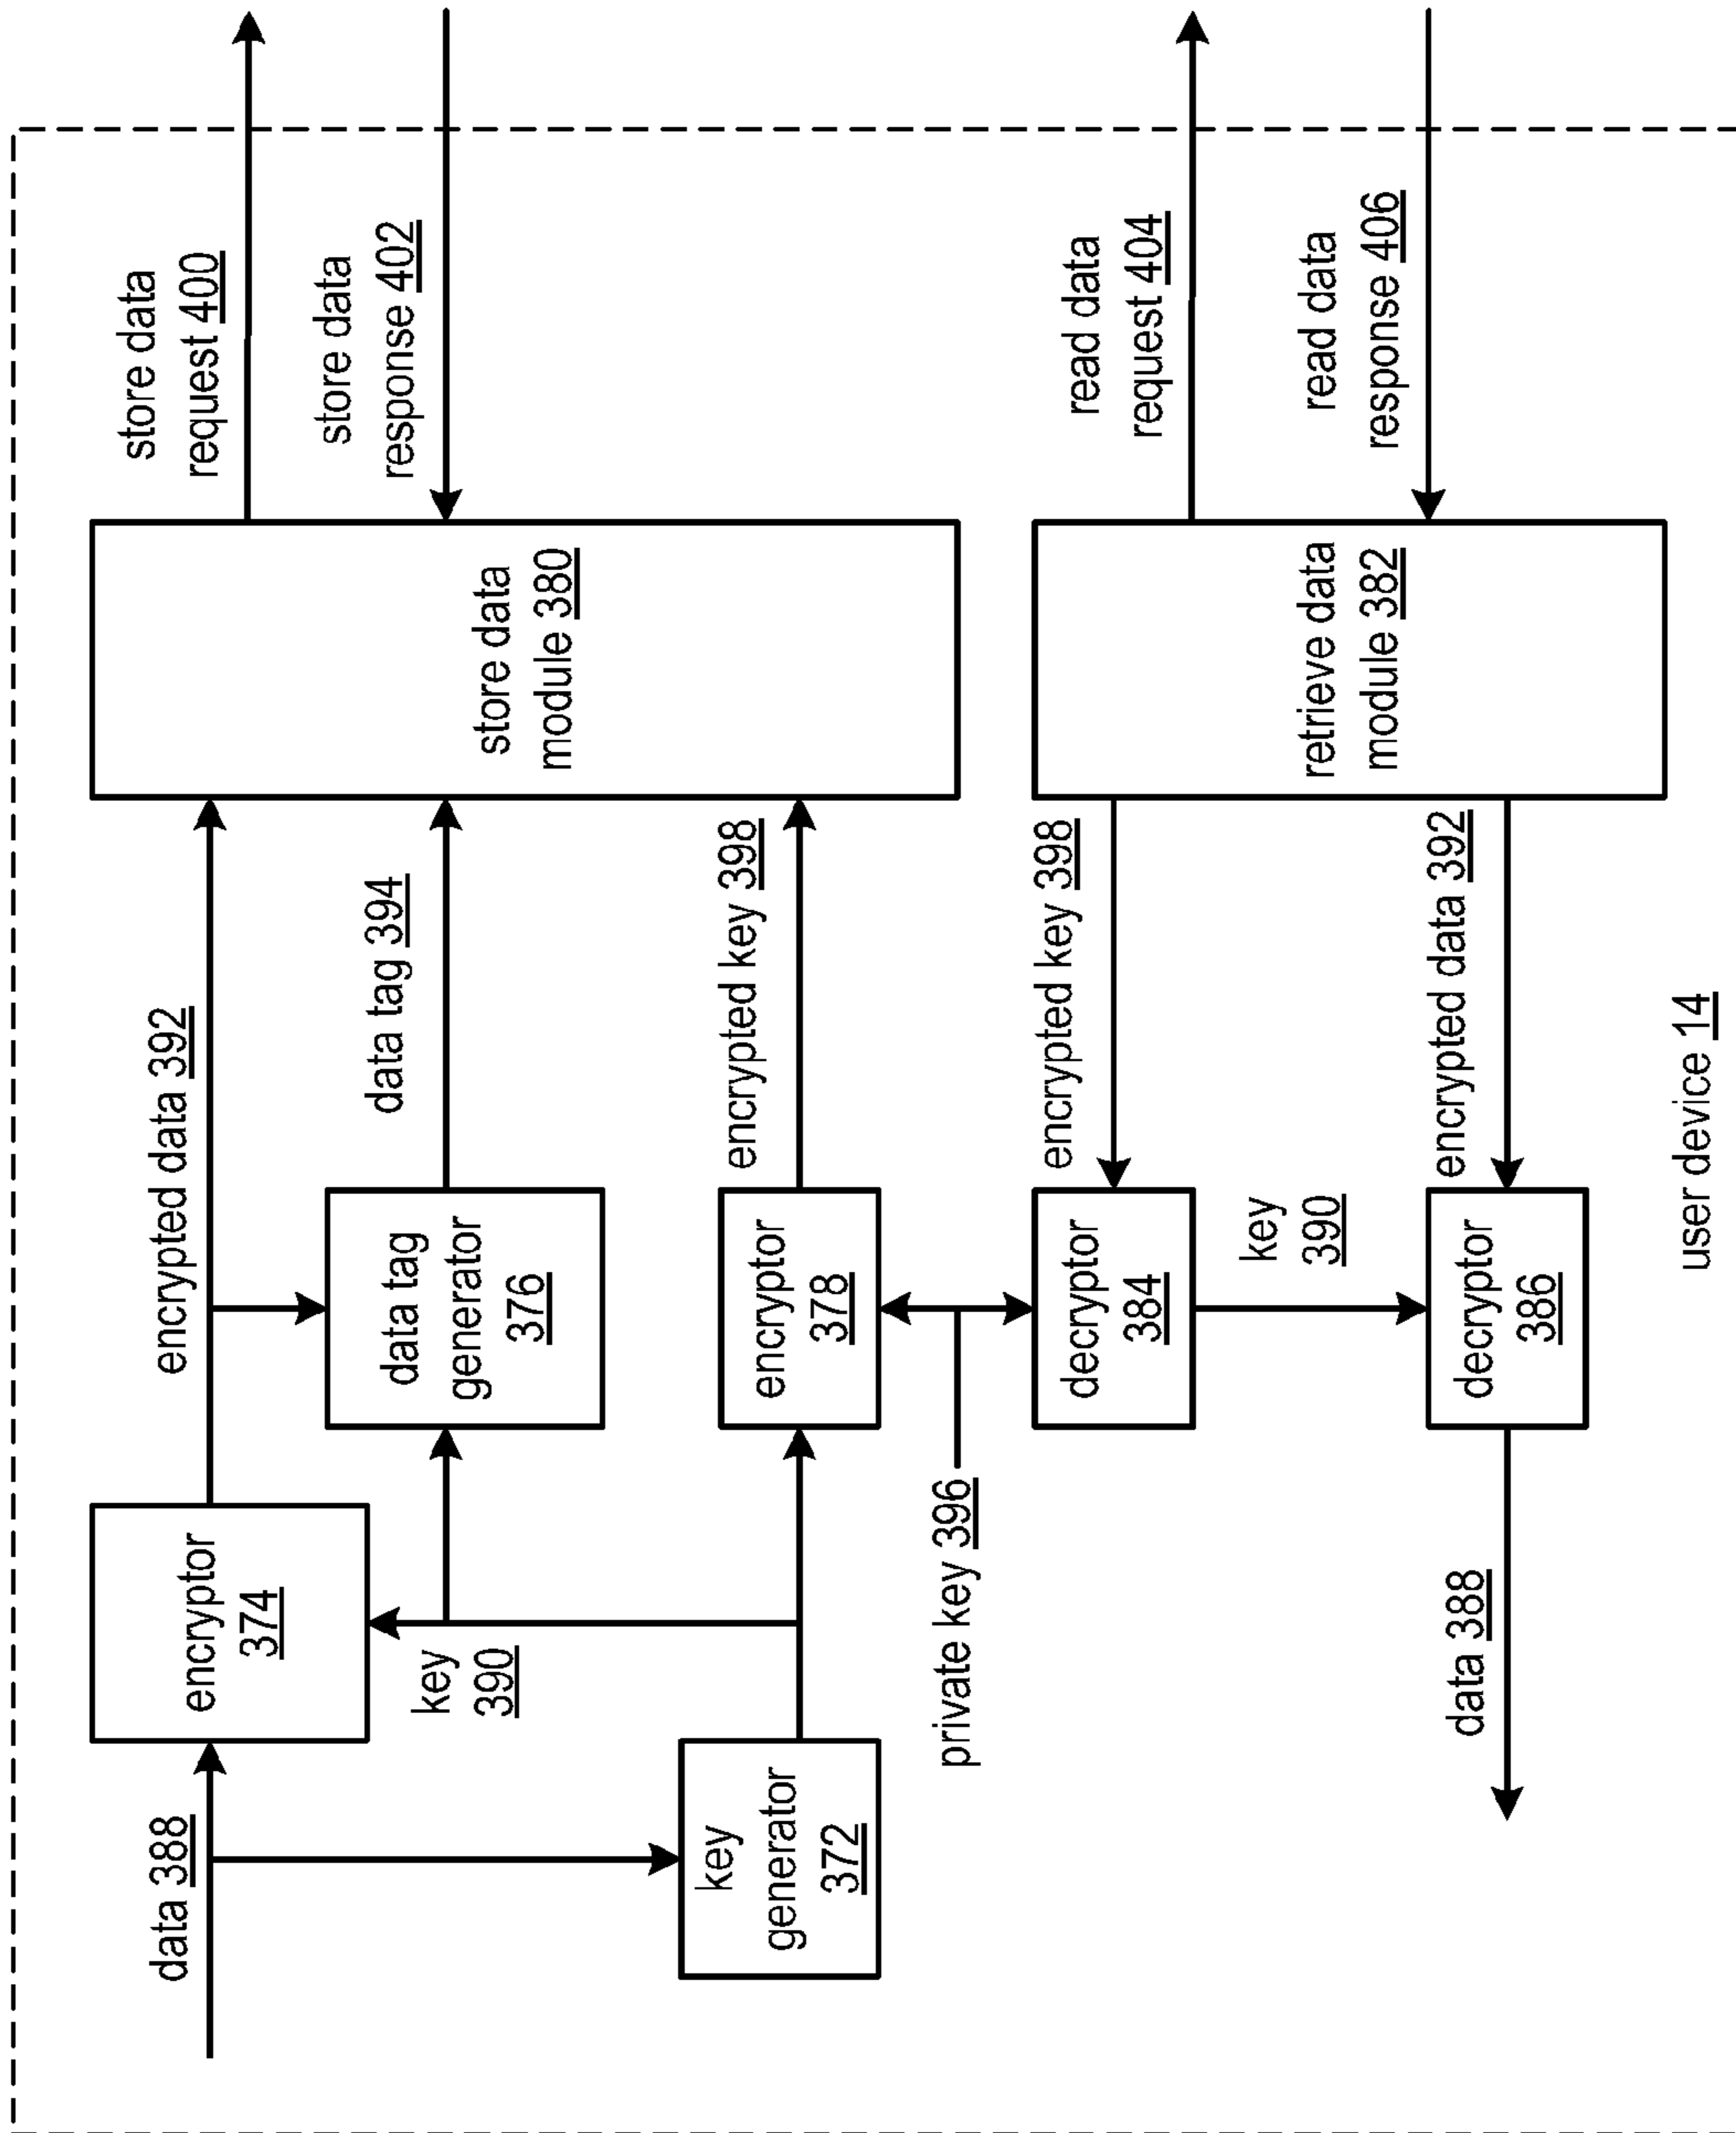 data 388
encryptor
374
encrypted data 392
store data
request 400
store data
response 402
key
390
data tag
generator
376
data tag 394
store data
module 380
key
generator
372
encryptor
378
encrypted key 398
private key 396
decryptor
384
encrypted key 398
retrieve data
module 382
read data
request 404
read data
response 406
key
390
data 388
decryptor
386
encrypted data 392
user device 14